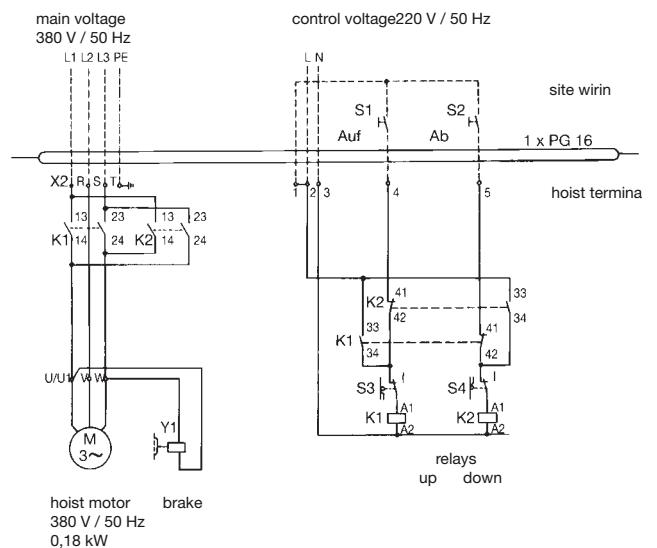 main voltage
380 V / 50 Hz
control voltage220 V / 50 Hz
L1 L2 L3 PE
L N
site wirin
S1
S2
Auf
Ab
1 x PG 16
X2 R S T
1 2 3 4 5
hoist termina
13 23 13 23
K1 14 24 K2 14 24
K2 41 33
42 34
33 41
K1
34 42
U/U1 V W
S3 I S4 I
Y1
K1 A1 K2 A1
A2 A2
M
3~
relays
up down
hoist motor brake
380 V / 50 Hz
0,18 kW